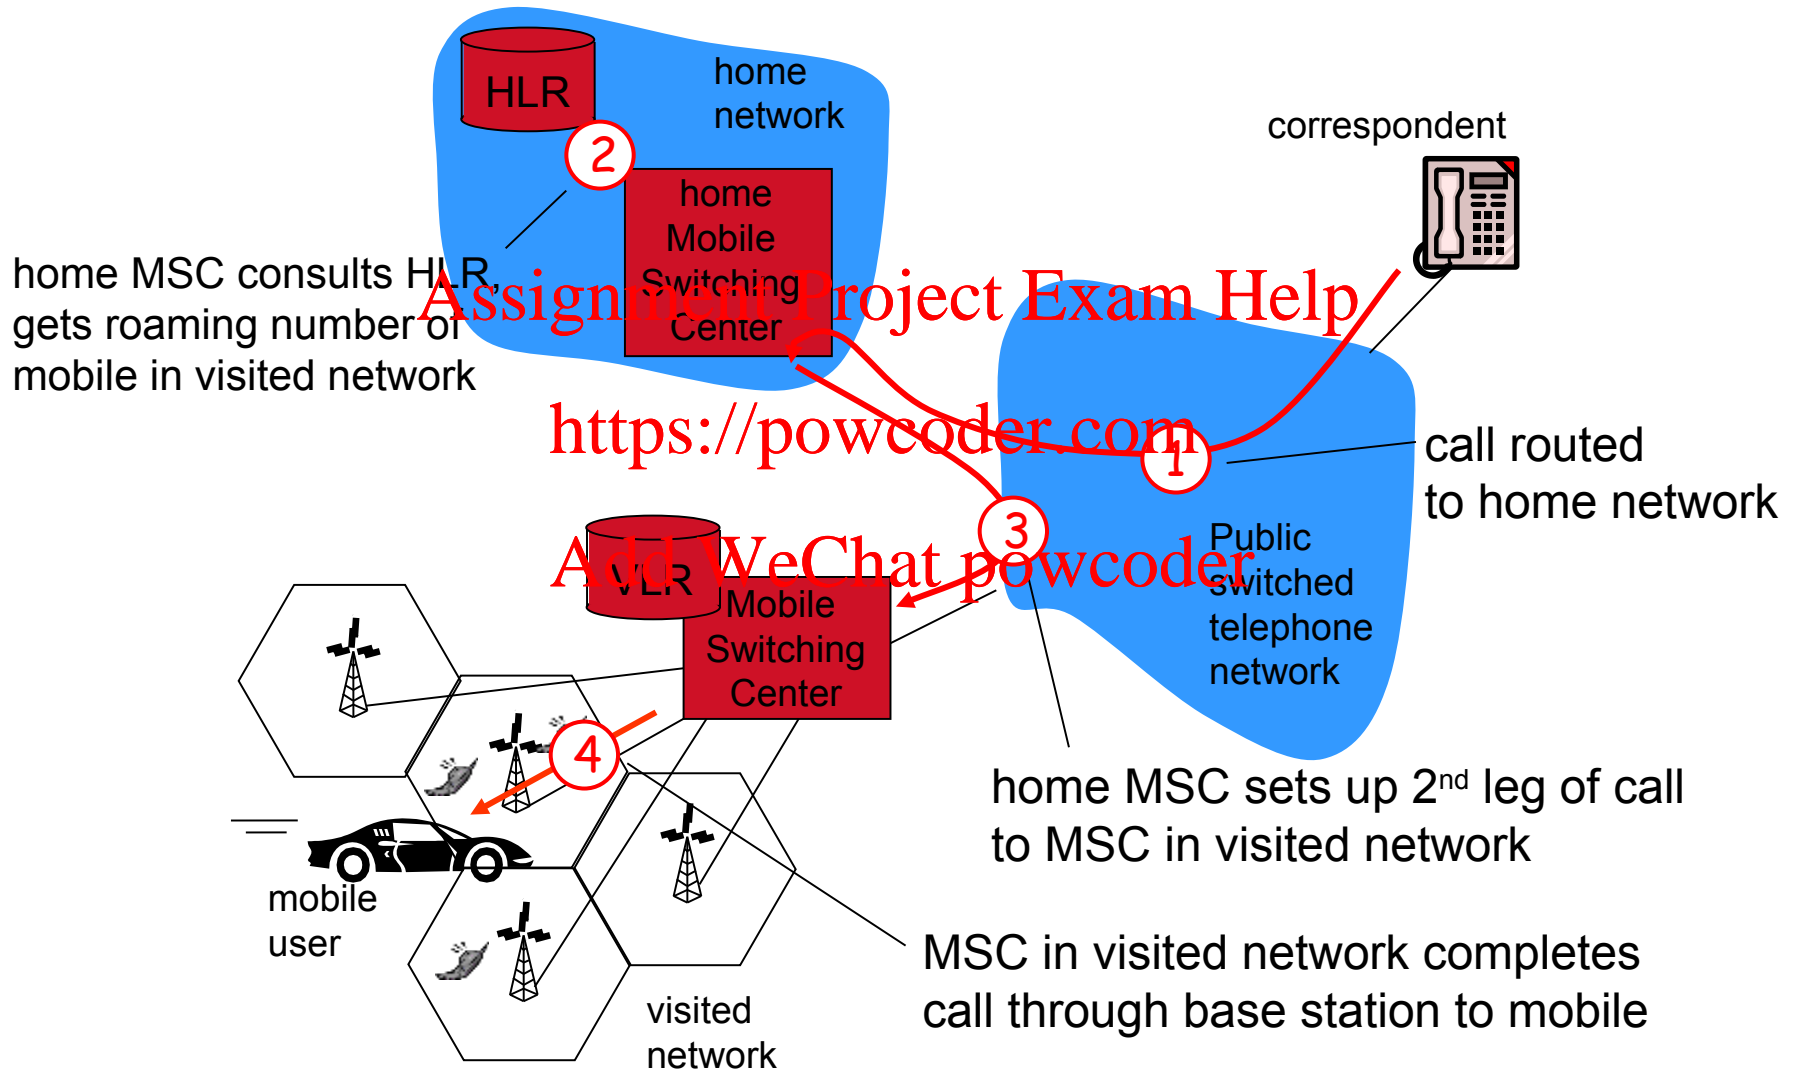 HLR
home
network
2
home
Mobile
Switching
Center
correspondent
home MSC consults HLR,
gets roaming number of
mobile in visited network
Assignment Project Exam Help
https://powcoder.com
Add WeChat powcoder
1
call routed
to home network
3
Public
switched
telephone
network
VLR
Mobile
Switching
Center
4
home MSC sets up 2nd leg of call
to MSC in visited network
mobile
user
MSC in visited network completes
call through base station to mobile
visited
network